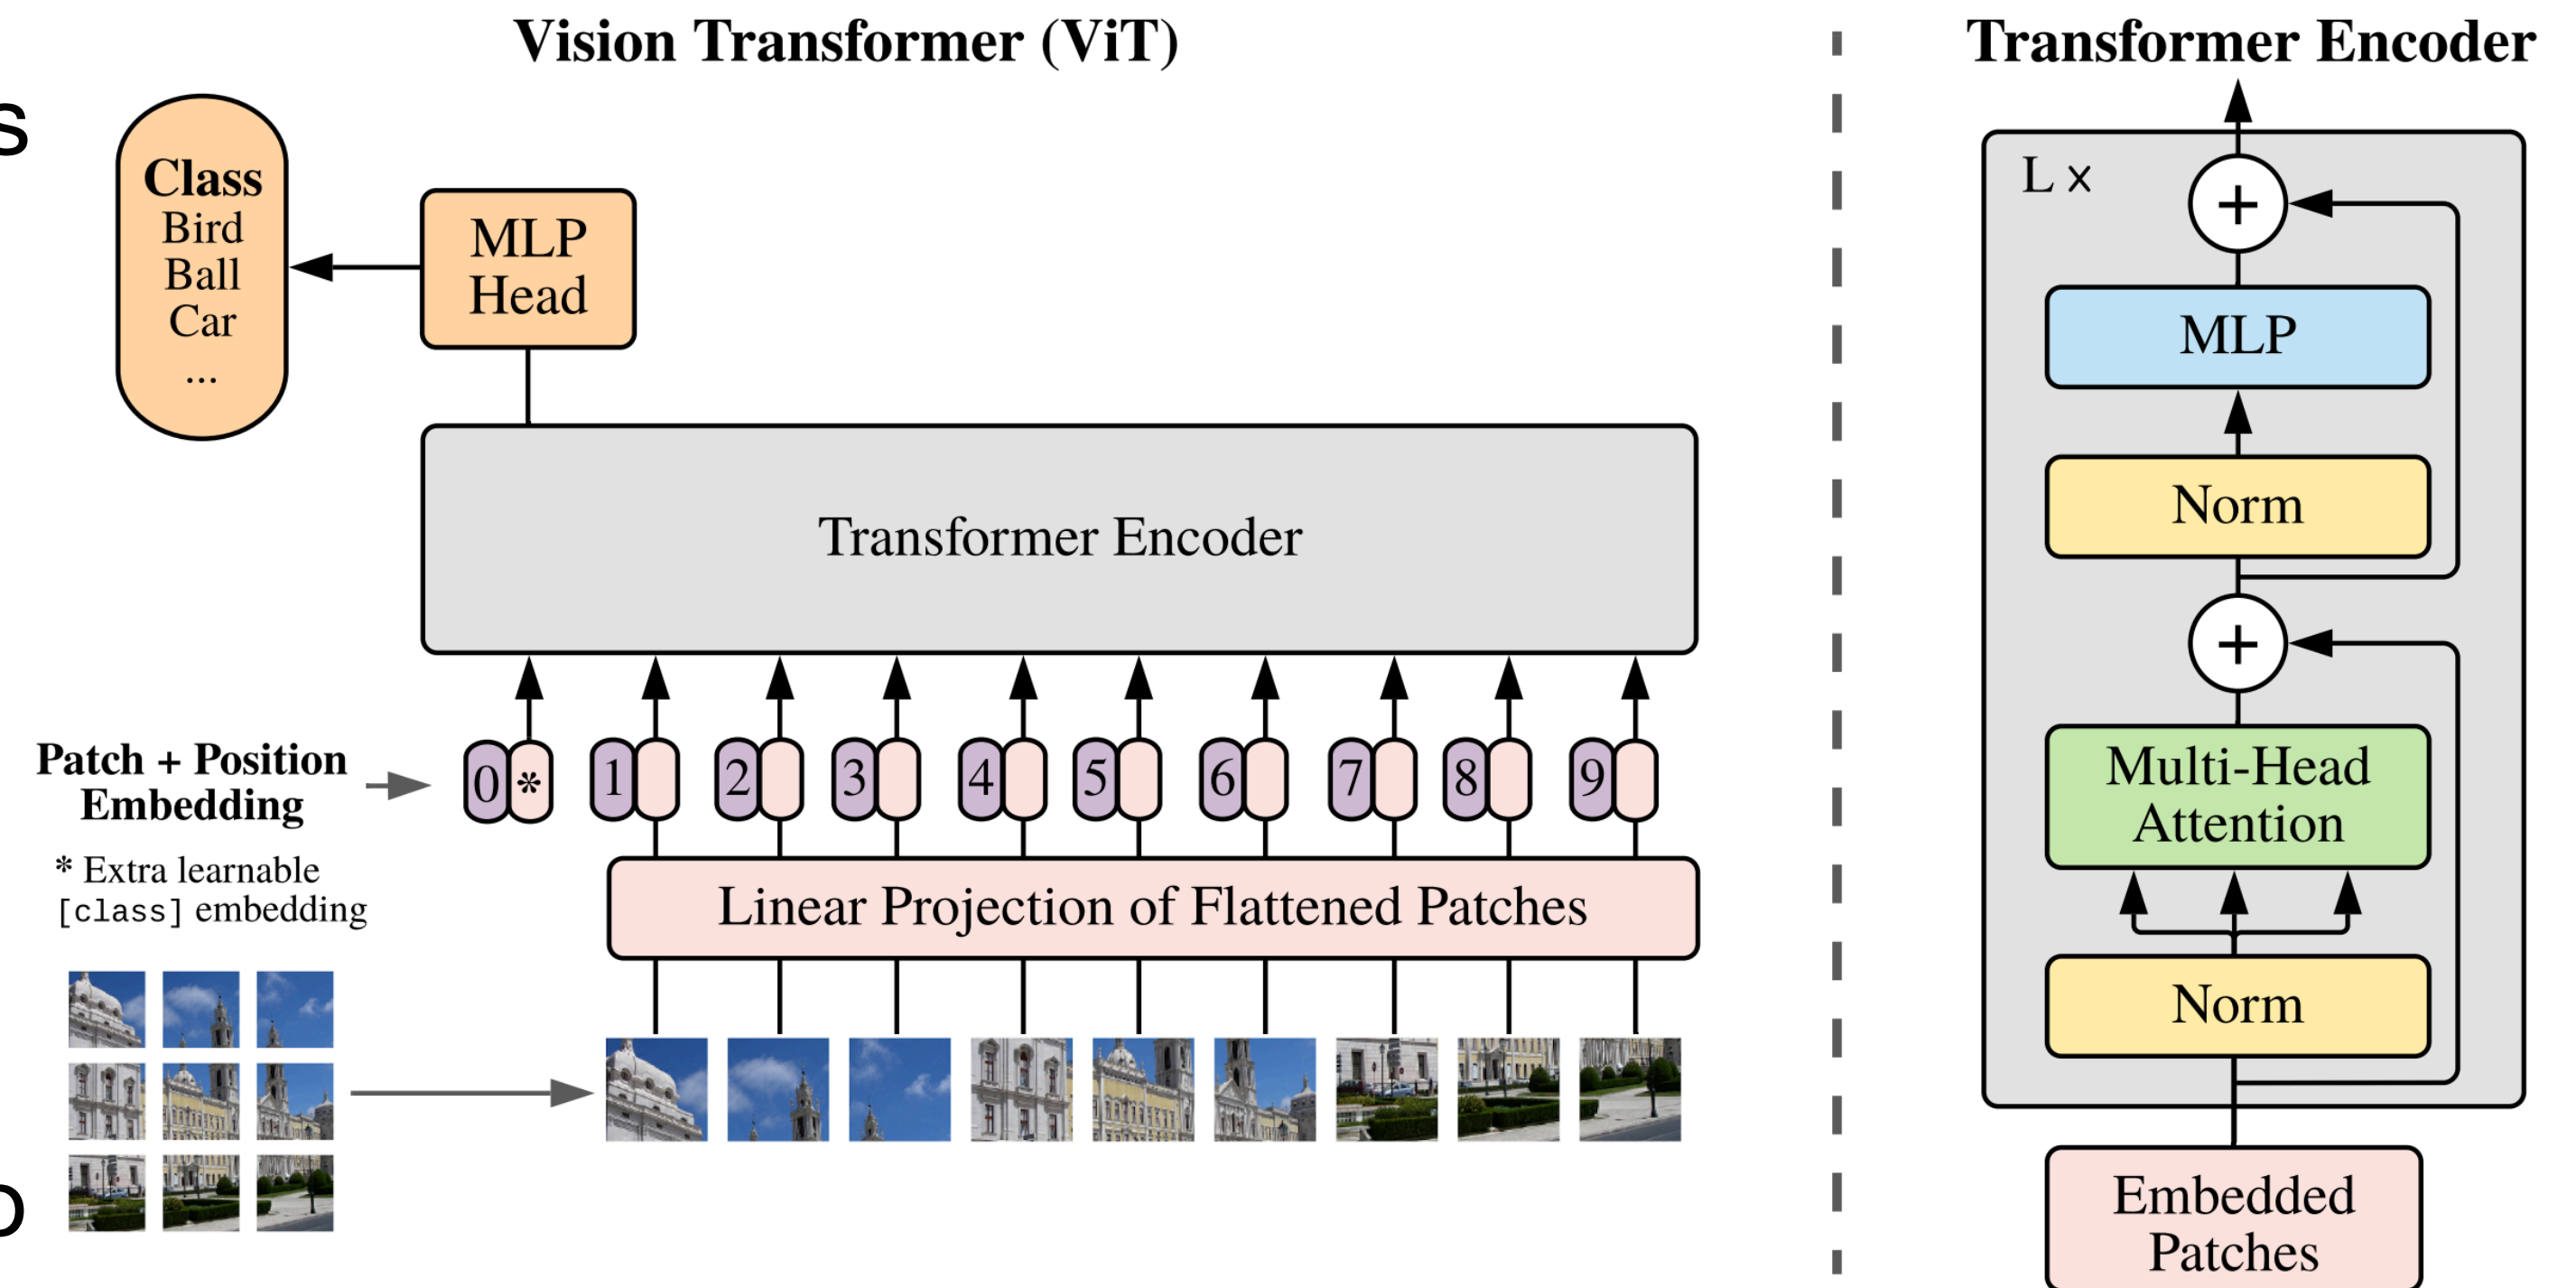 Vision Transformer (ViT)
s
Class
Bird
Ball
Car
...
MLP
Head
Transformer Encoder
Patch + Position
Embedding
0 * 1 2 3 4 5 6 7 8 9
* Extra learnable
[class] embedding
Linear Projection of Flattened Patches
Transformer Encoder
L ×
+
MLP
Norm
+
Multi-Head
Attention
Norm
Embedded
Patches